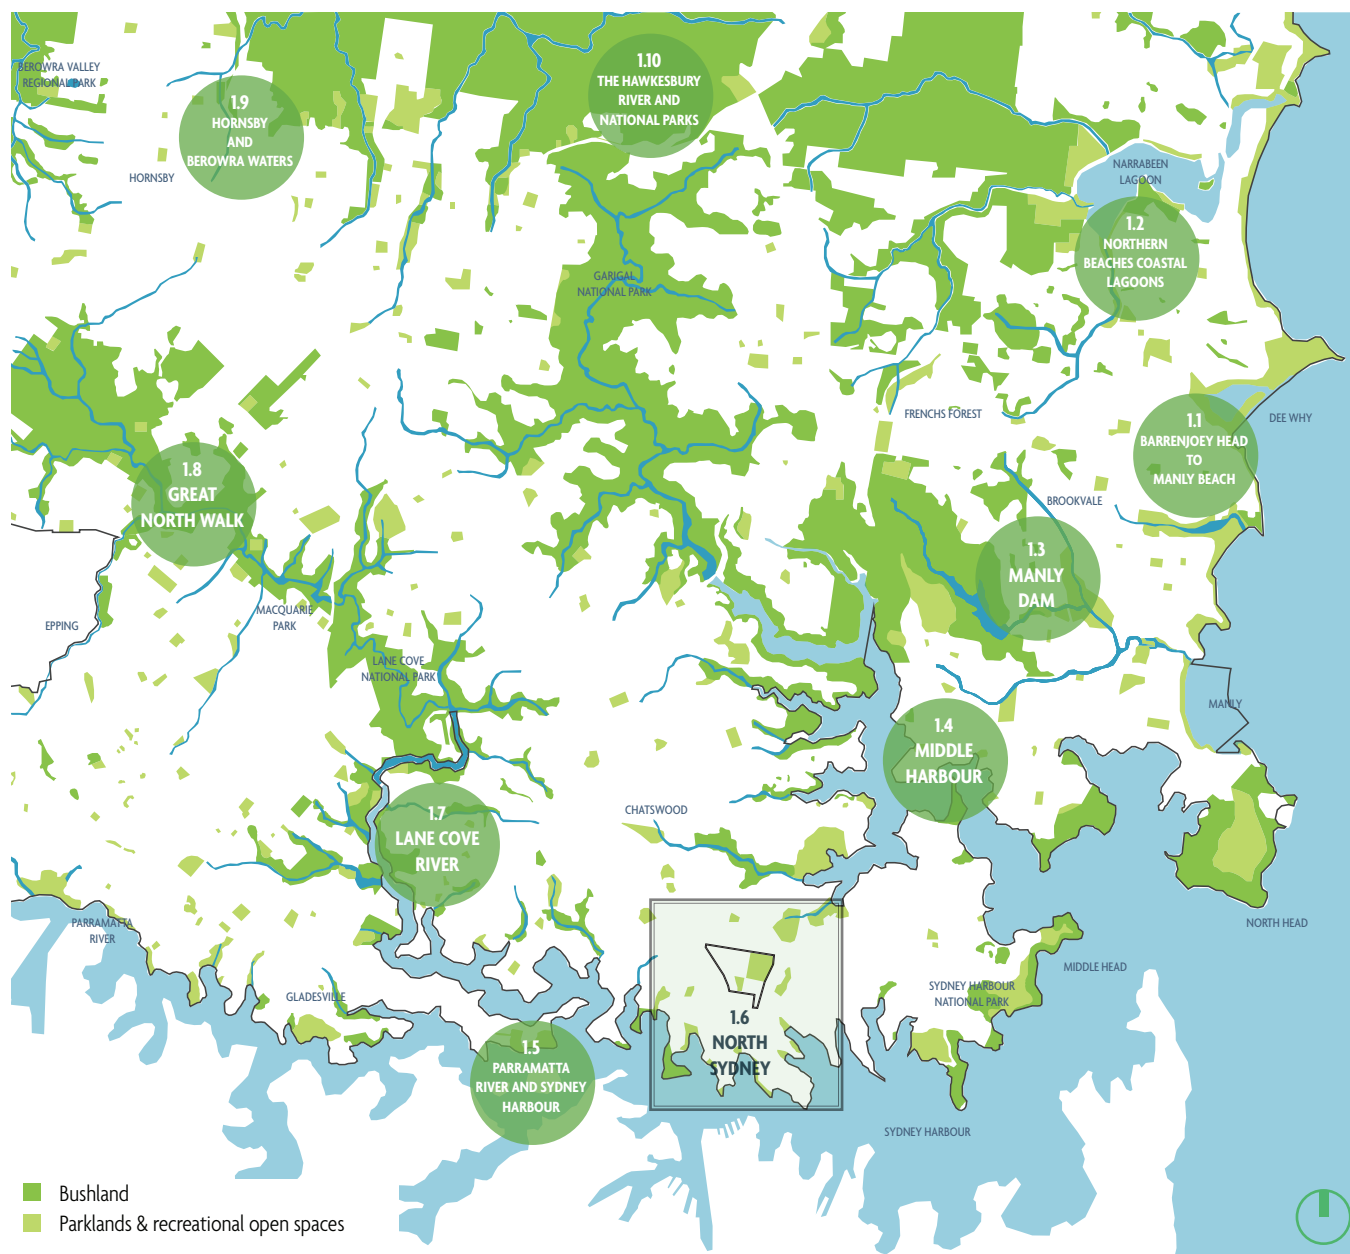 BEROWRA VALLEY
REGIONAL PARK
1.9
HORNSBY
AND
BEROWRA WATERS
HORNSBY
1.10
THE HAWKESBURY
RIVER AND
NATIONAL PARKS
NARRABEEN
LAGOON
1.2
NORTHERN
BEACHES COASTAL
LAGOONS
GARIGAL
NATIONAL PARK
FRENCHS FOREST
DEE WHY
1.1
BARRENJOEY HEAD
TO
MANLY BEACH
1.8
GREAT
NORTH WALK
BROOKVALE
1.3
MANLY
DAM
MACQUARIE
PARK
EPPING
LANE COVE
NATIONAL PARK
MANLY
1.4
MIDDLE
HARBOUR
CHATSWOOD
1.7
LANE COVE
RIVER
PARRAMATTA
RIVER
NORTH HEAD
MIDDLE HEAD
SYDNEY HARBOUR
NATIONAL PARK
GLADESVILLE
1.6
NORTH
SYDNEY
1.5
PARRAMATTA
RIVER AND SYDNEY
HARBOUR
SYDNEY HARBOUR
Bushland
Parklands & recreational open spaces